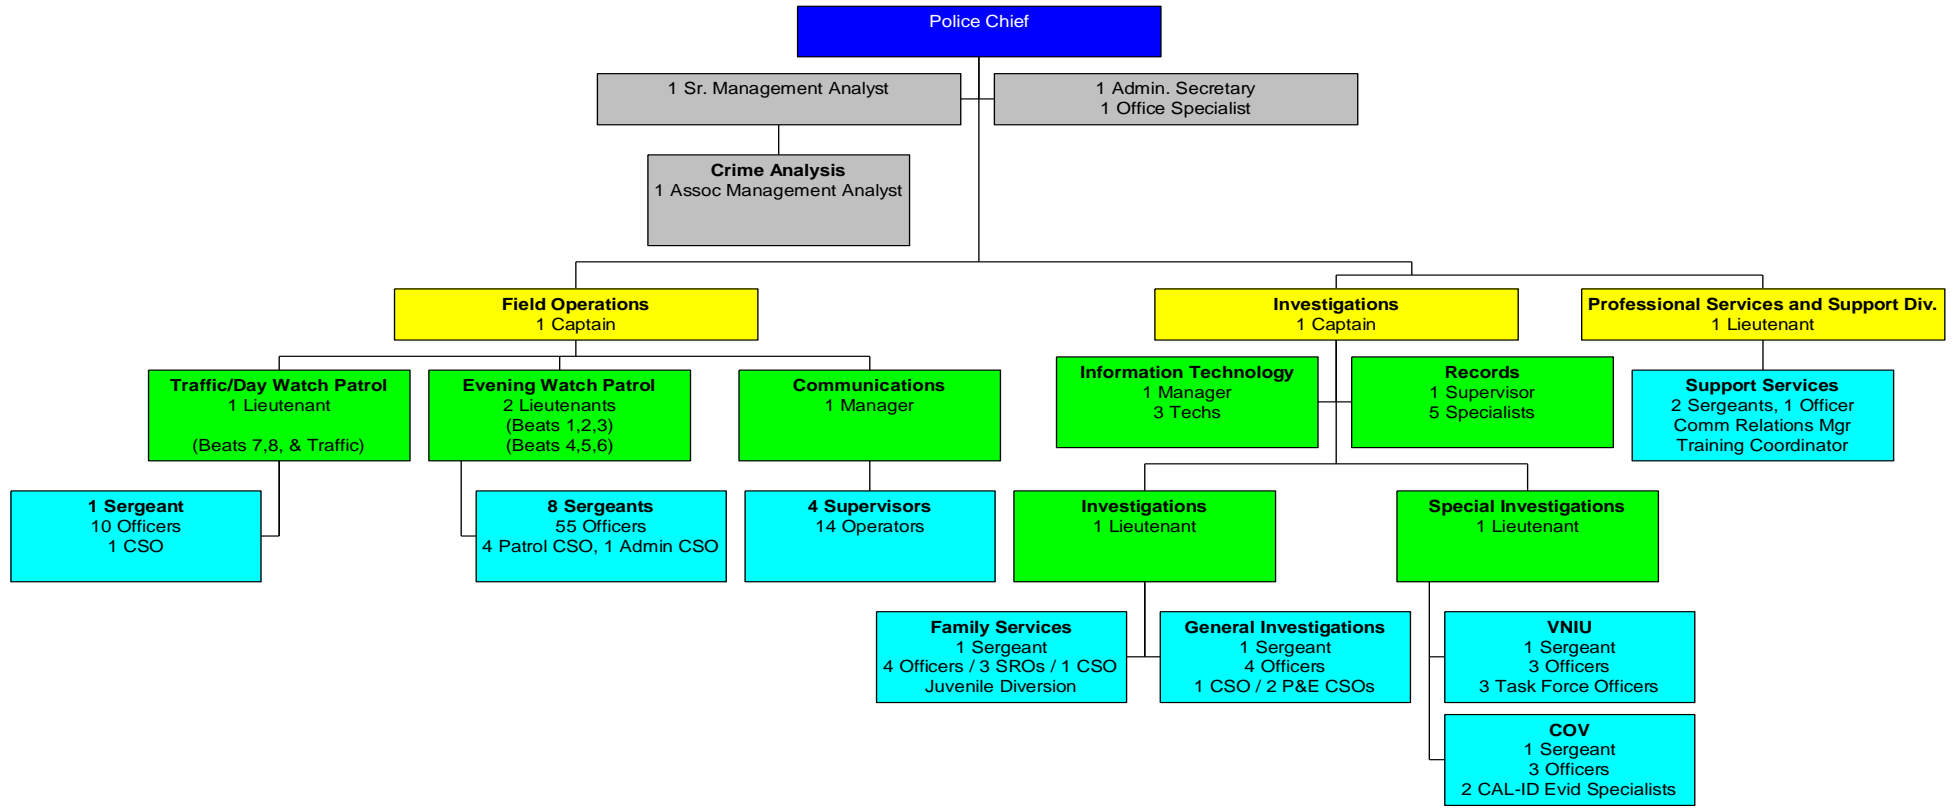 Police Chief
1 Sr. Management Analyst
1 Admin. Secretary
1 Office Specialist
Crime Analysis
1 Assoc Management Analyst
Field Operations
1 Captain
Investigations
1 Captain
Professional Services and Support Div.
1 Lieutenant
Traffic/Day Watch Patrol
1 Lieutenant
(Beats 7,8, & Traffic)
Evening Watch Patrol
2 Lieutenants
(Beats 1,2,3)
(Beats 4,5,6)
Communications
1 Manager
Information Technology
1 Manager
3 Techs
Records
1 Supervisor
5 Specialists
Support Services
2 Sergeants, 1 Officer
Comm Relations Mgr
Training Coordinator
1 Sergeant
10 Officers
1 CSO
8 Sergeants
55 Officers
4 Patrol CSO, 1 Admin CSO
4 Supervisors
14 Operators
Investigations
1 Lieutenant
Special Investigations
1 Lieutenant
Family Services
1 Sergeant
4 Officers / 3 SROs / 1 CSO
Juvenile Diversion
General Investigations
1 Sergeant
4 Officers
1 CSO / 2 P&E CSOs
VNIU
1 Sergeant
3 Officers
3 Task Force Officers
COV
1 Sergeant
3 Officers
2 CAL-ID Evid Specialists